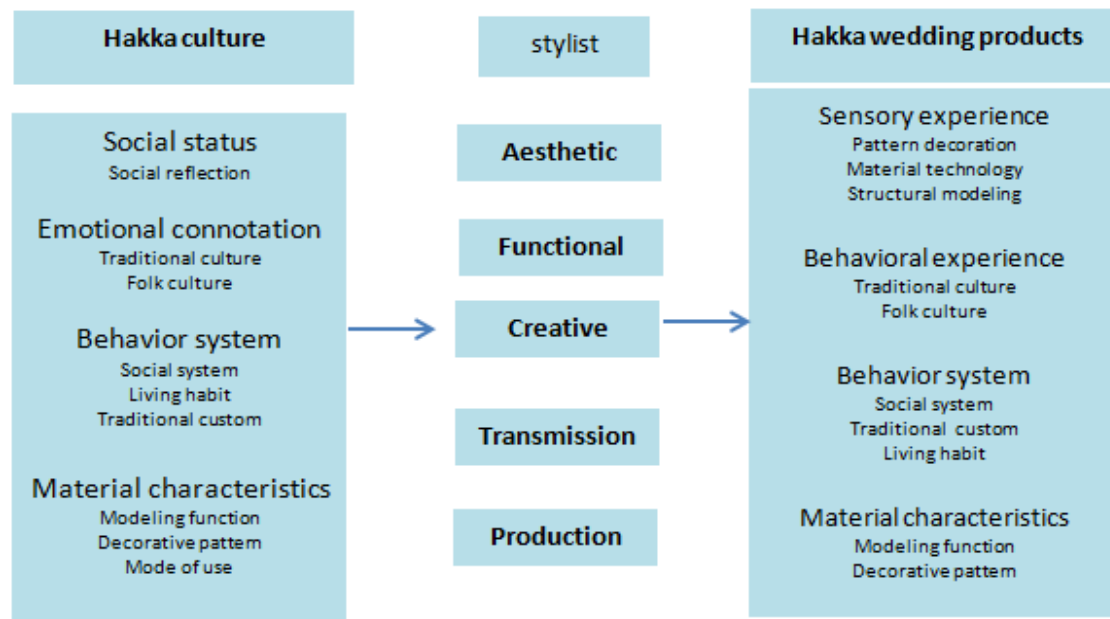 Hakka culture
Social status
Social reflection
Emotional connotation
Traditional culture
Folk culture
Behavior system
Social system
Living habit
Traditional custom
Material characteristics
Modeling function
Decorative pattem
Mode of use
stylist
Aesthetic
Functional
Creative
Transmission
Production
Hakka wedding products
Sensory experience
Pattern decoration
Material technology
Structural modeling
Behavioral experience
Traditional culture
Folk culture
Behavior system
Social system
Traditional custom
Living habit
Material characteristics
Modeling function
Decorative pattem